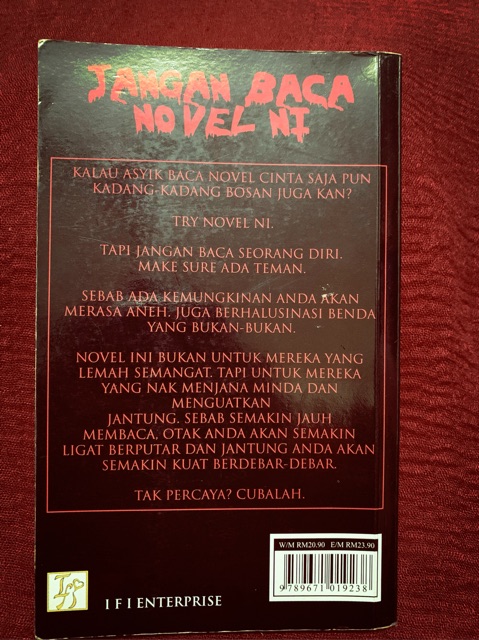 JANGAN BACA
NOVEL NI
KALAU ASYIK BACA NOVEL CINTA SAJA PUN
KADANG-KADANG BOSAN JUGA KAN?
TRY NOVEL NI.
TAPI JANGAN BACA SEORANG DIRI.
MAKE SURE ADA TEMAN.
SEBAB ADA KEMUNGKINAN ANDA AKAN
MERASA ANEH. JUGA BERHALUSINASI BENDA
YANG BUKAN-BUKAN.
NOVEL INI BUKAN UNTUK MEREKA YANG
LEMAH SEMANGAT. TAPI UNTUK MEREKA
YANG NAK MENJANA MINDA DAN
MENGUATKAN
JANTUNG. SEBAB SEMAKIN JAUH
MEMBACA, OTAK ANDA AKAN SEMAKIN
LIGAT BERPUTAR DAN JANTUNG ANDA AKAN
SEMAKIN KUAT BERDEBAR-DEBAR.
TAK PERCAYA? CUBALAH.
W/M RM20.90 E/M RM23.90
9 789671 019238
I F I ENTERPRISE